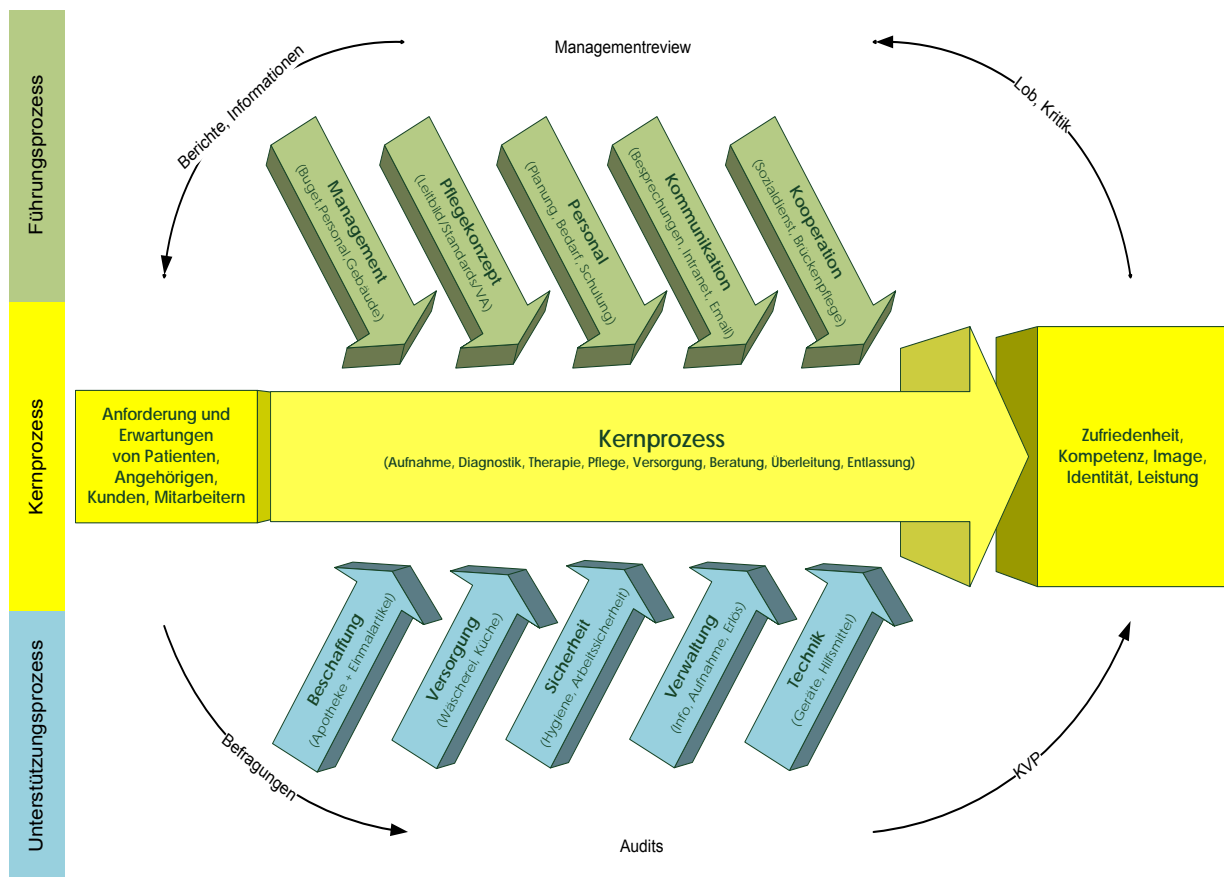 Führungsprozess
Kernprozess
Unterstützungsprozess
Managementreview
Berichte, Informationen
Lob, Kritik
Management
(Buget,Personal,Gebäude)
Pflegekonzept
(Leitbild/Standards/VA)
Personal
(Planung, Bedarf, Schulung)
Kommunikation
(Besprechungen, Intranet, Email)
Kooperation
(Sozialdienst, Brückenpflege)
Anforderung und
Erwartungen
von Patienten,
Angehörigen,
Kunden, Mitarbeitern
Kernprozess
(Aufnahme, Diagnostik, Therapie, Pflege, Versorgung, Beratung, Überleitung, Entlassung)
Zufriedenheit,
Kompetenz, Image,
Identität, Leistung
Beschaffung
(Apotheke + Einmalartikel)
Versorgung
(Wäscherei, Küche)
Sicherheit
(Hygiene, Arbeitssicherheit)
Verwaltung
(Info, Aufnahme, Erlös)
Technik
(Geräte, Hilfsmittel)
Befragungen
KVP
Audits